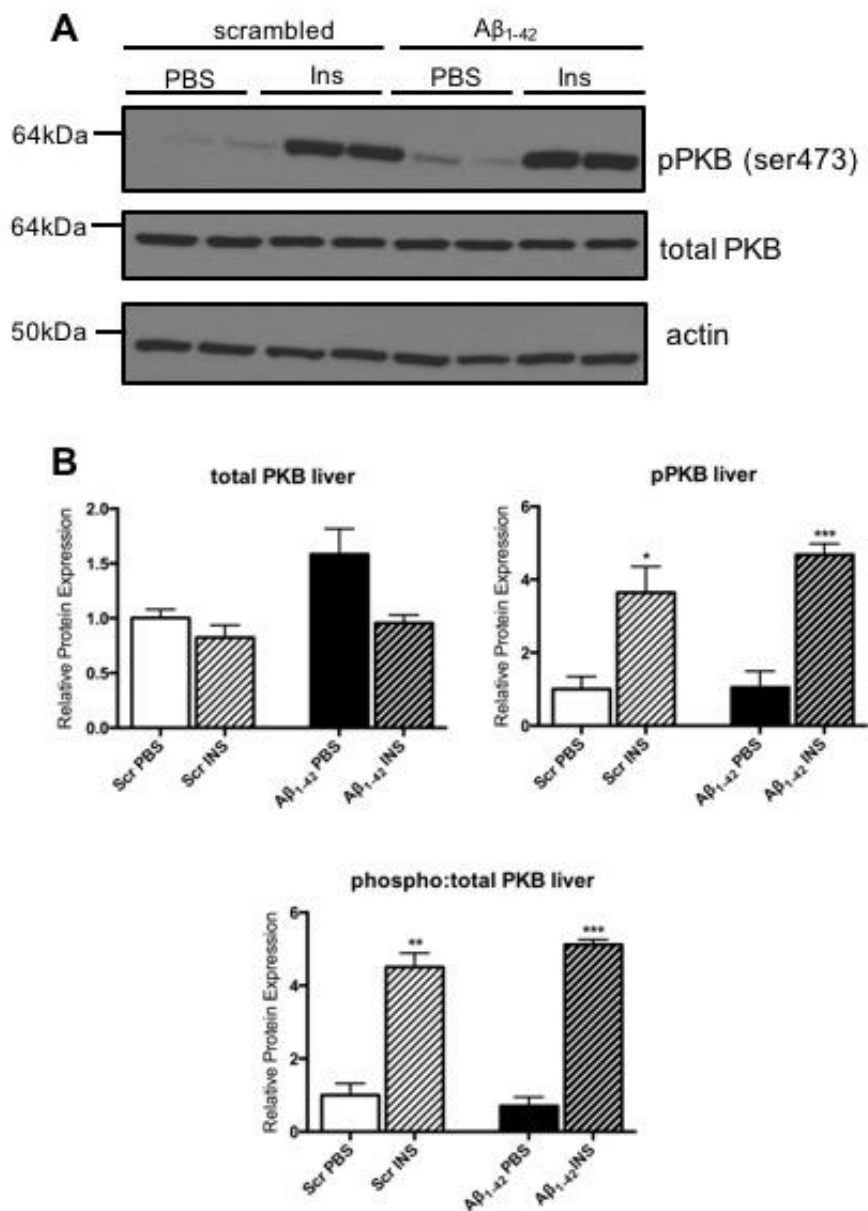 A
scrambled Aβ₁₋₄₂
PBS Ins PBS Ins
64kDa pPKB (ser473)
64kDa total PKB
50kDa actin
B
total PKB liver
Relative Protein Expression
2.0
1.5
1.0
0.5
0.0
Scr PBS
Scr INS
Aβ₁₋₄₂ PBS
Aβ₁₋₄₂ INS
pPKB liver
Relative Protein Expression
6
4
2
0
*
***
Scr PBS
Scr INS
Aβ₁₋₄₂ PBS
Aβ₁₋₄₂ INS
phospho:total PKB liver
Relative Protein Expression
6
4
2
0
**
***
Scr PBS
Scr INS
Aβ₁₋₄₂ PBS
Aβ₁₋₄₂INS